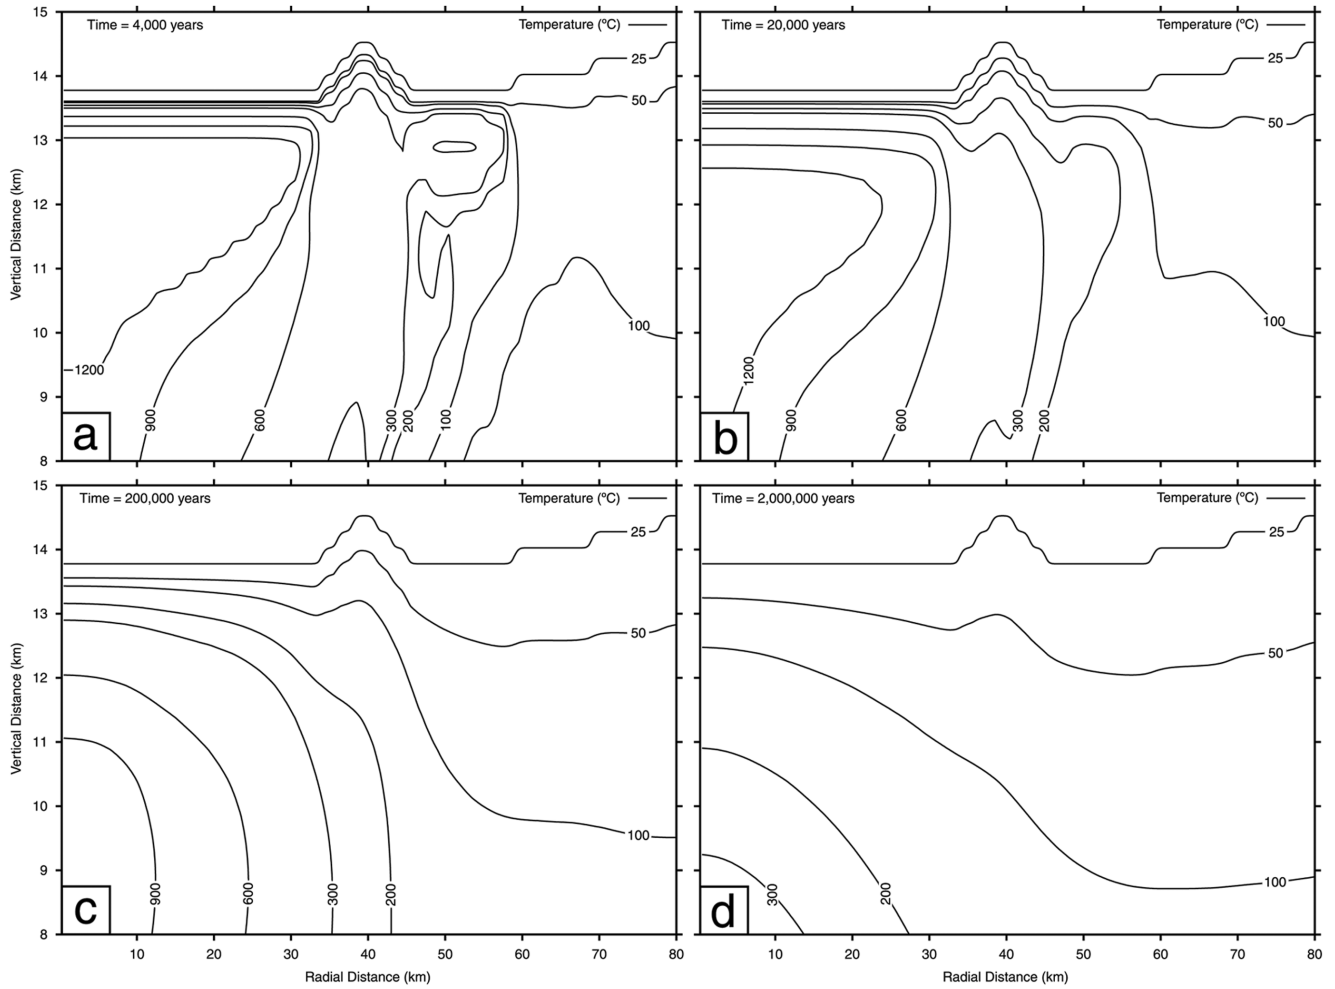 Time = 4,000 years
Temperature (ºC)
Time = 20,000 years
Temperature (ºC)
15
14
13
12
11
10
9
8
Vertical Distance (km)
25
50
100
1200
900
600
300
200
100
a
25
50
100
1200
900
600
300
200
b
Time = 200,000 years
Temperature (ºC)
Time = 2,000,000 years
Temperature (ºC)
15
14
13
12
11
10
9
8
Vertical Distance (km)
25
50
100
900
600
300
200
c
25
50
100
300
200
d
10 20 30 40 50 60 70 80
10 20 30 40 50 60 70 80
Radial Distance (km)
Radial Distance (km)